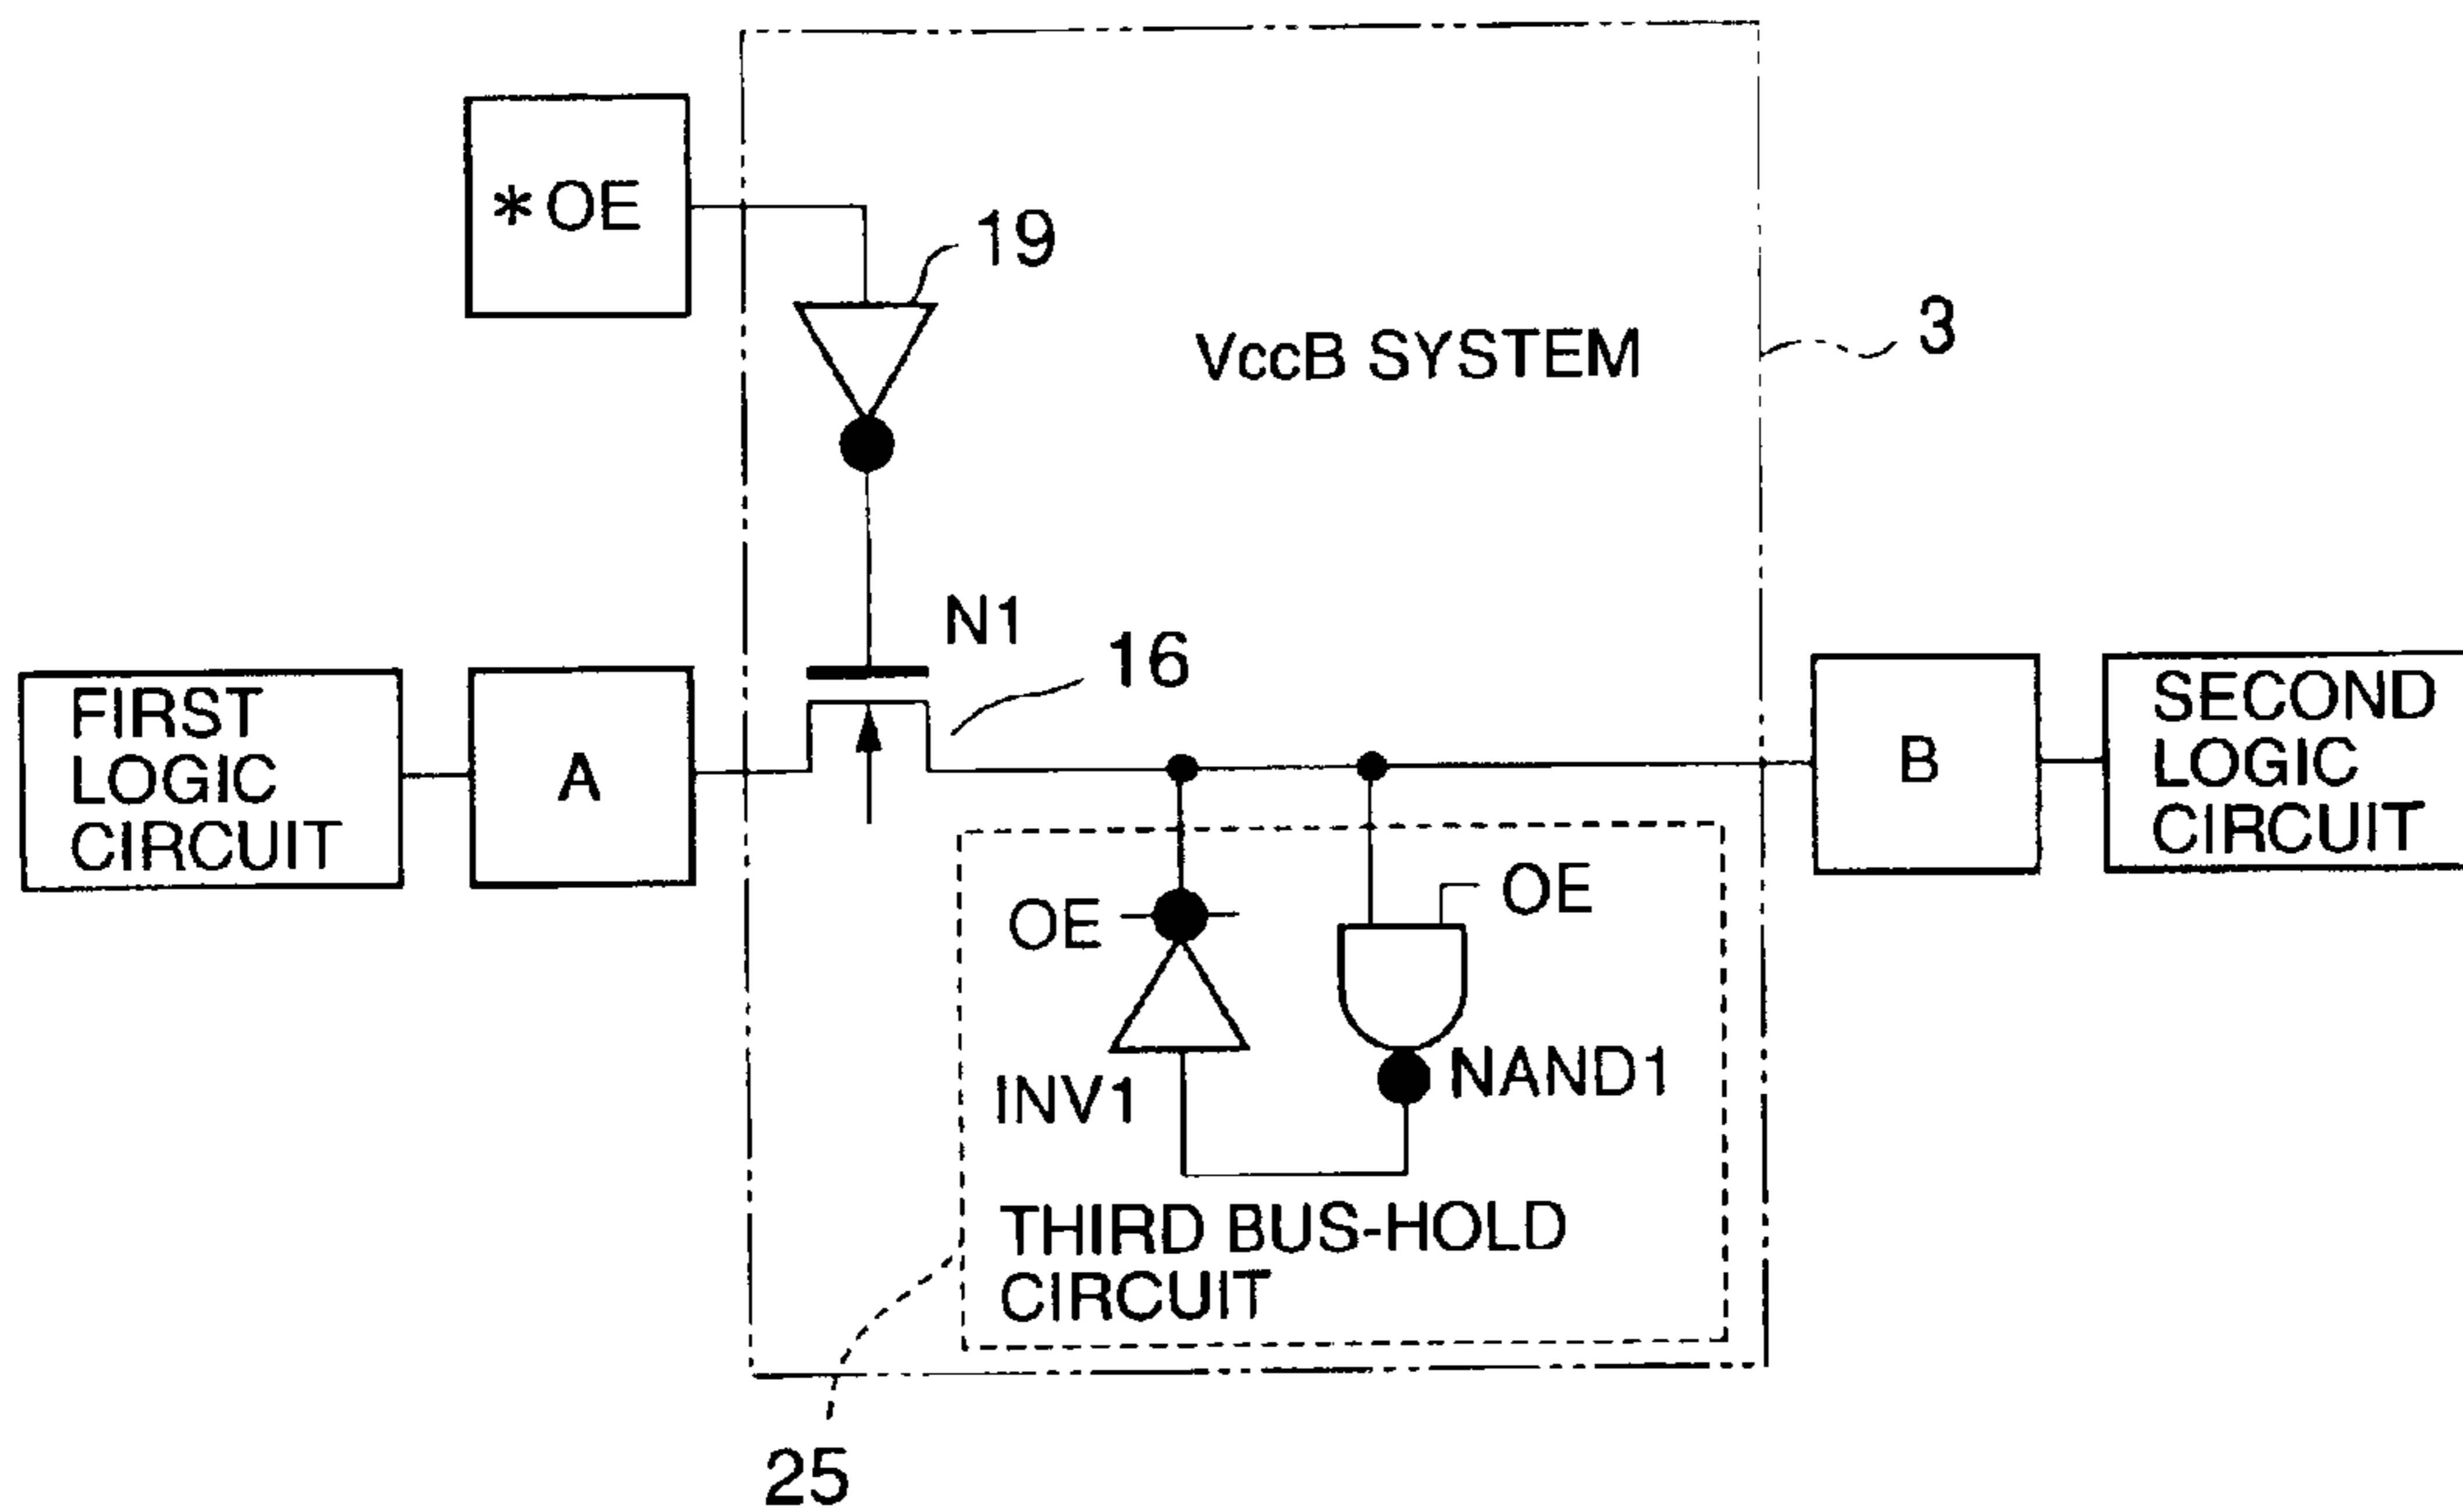 *OE
19
VccB SYSTEM
3
N1
16
FIRST
LOGIC
CIRCUIT
A
B
SECOND
LOGIC
CIRCUIT
OE
OE
INV1
NAND1
THIRD BUS-HOLD
CIRCUIT
25